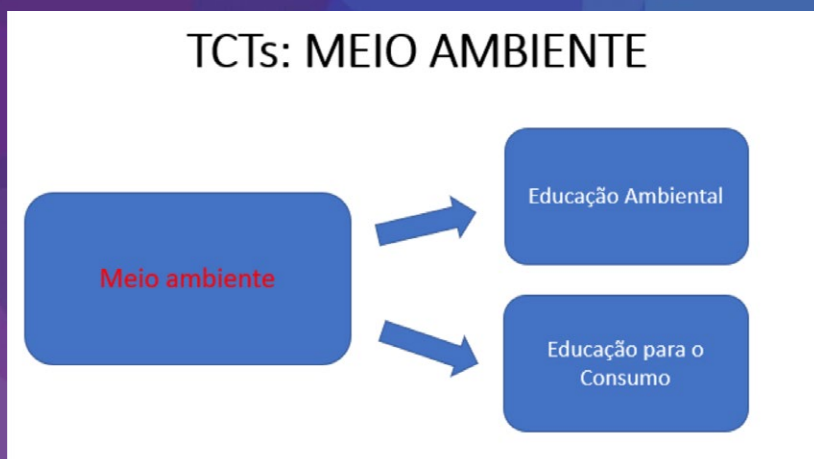 TCTs: MEIO AMBIENTE
Meio ambiente
Educação Ambiental
Educação para o
Consumo